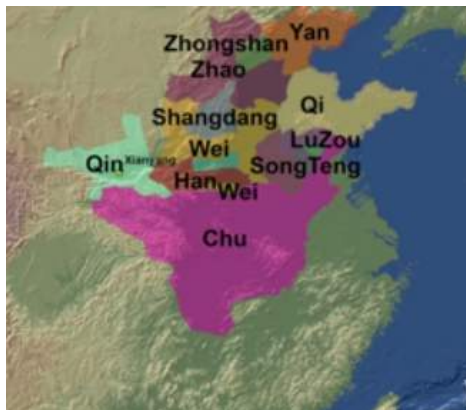 Yan
Zhongshan
Zhao
Qi
Shangdang
LuZou
Wei
Qin Xianyang
SongTeng
Han
Wei
Chu